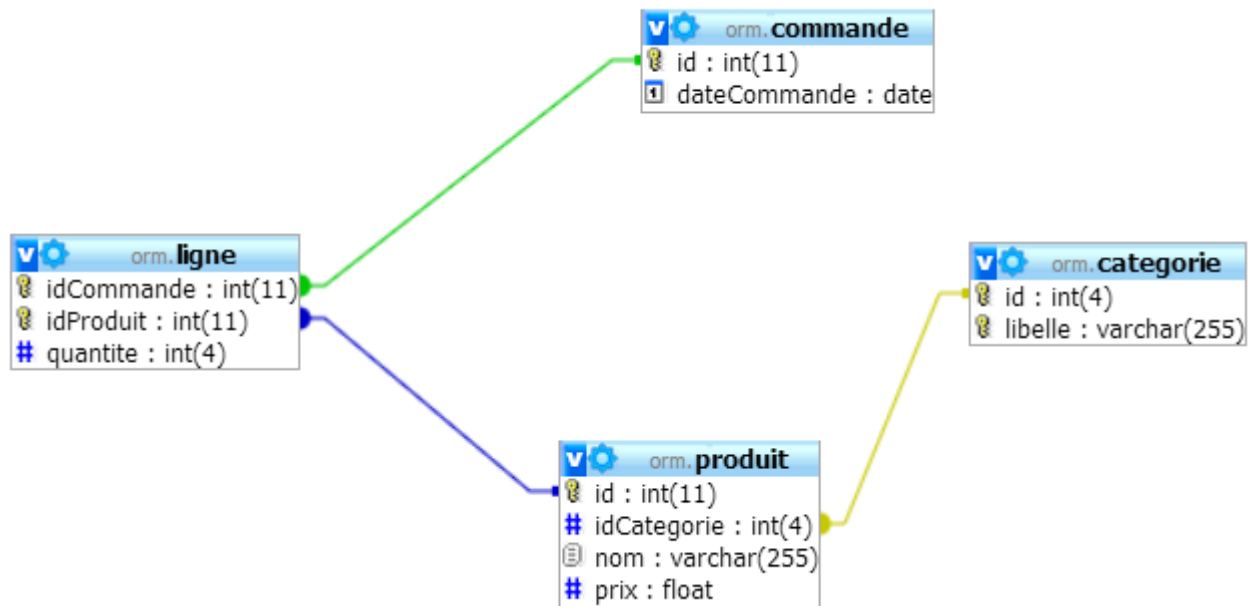 orm.commande
id : int(11)
dateCommande : date
orm.ligne
idCommande : int(11)
idProduit : int(11)
# quantite : int(4)
orm.categorie
id : int(4)
libelle : varchar(255)
orm.produit
id : int(11)
# idCategorie : int(4)
nom : varchar(255)
# prix : float